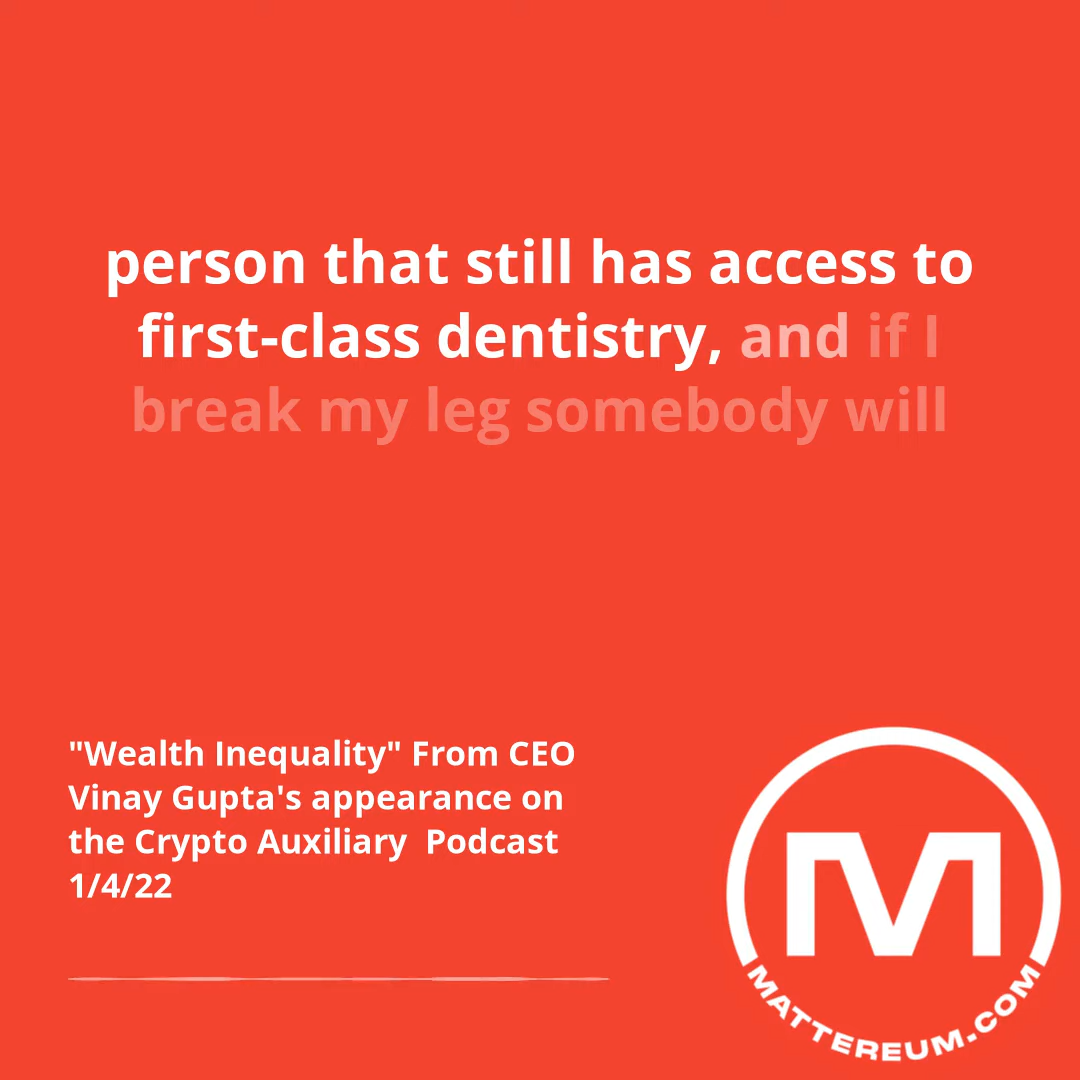 person that still has access to
first-class dentistry, and if I
break my leg somebody will
"Wealth Inequality" From CEO
Vinay Gupta's appearance on
the Crypto Auxiliary  Podcast
1/4/22
M
MATTEREUM.COM